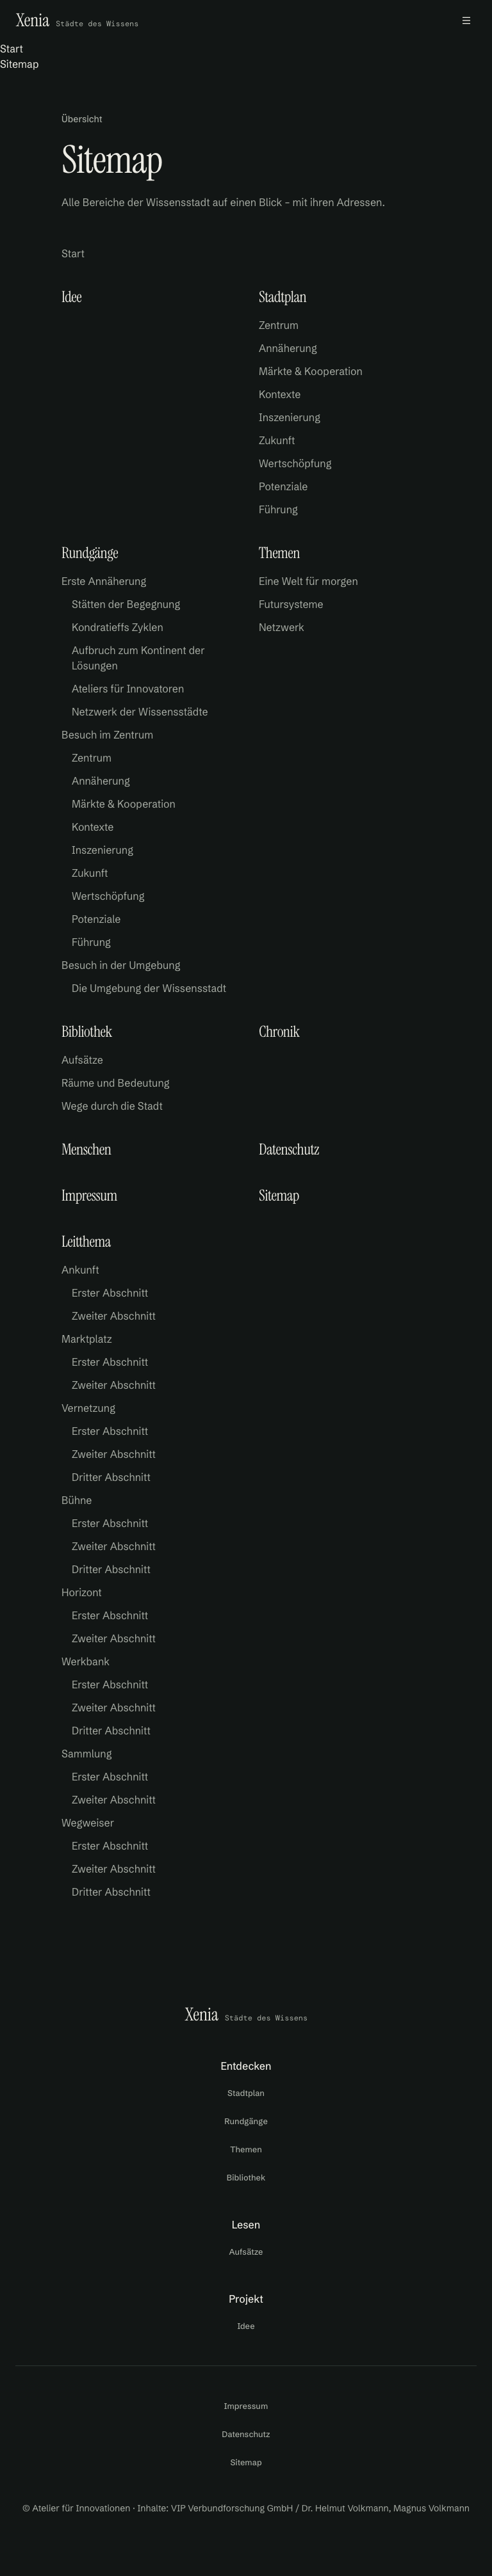 Xenia Städte des Wissens
☰
Start
Sitemap
Übersicht
Sitemap
Alle Bereiche der Wissensstadt auf einen Blick – mit ihren Adressen.
Start
Idee
Stadtplan
Zentrum
Annäherung
Märkte & Kooperation
Kontexte
Inszenierung
Zukunft
Wertschöpfung
Potenziale
Führung
Rundgänge
Erste Annäherung
Stätten der Begegnung
Kondratieffs Zyklen
Aufbruch zum Kontinent der
Lösungen
Ateliers für Innovatoren
Netzwerk der Wissensstädte
Besuch im Zentrum
Zentrum
Annäherung
Märkte & Kooperation
Kontexte
Inszenierung
Zukunft
Wertschöpfung
Potenziale
Führung
Besuch in der Umgebung
Die Umgebung der Wissensstadt
Themen
Eine Welt für morgen
Futursysteme
Netzwerk
Bibliothek
Aufsätze
Räume und Bedeutung
Wege durch die Stadt
Chronik
Menschen
Datenschutz
Impressum
Sitemap
Leitthema
Ankunft
Erster Abschnitt
Zweiter Abschnitt
Marktplatz
Erster Abschnitt
Zweiter Abschnitt
Vernetzung
Erster Abschnitt
Zweiter Abschnitt
Dritter Abschnitt
Bühne
Erster Abschnitt
Zweiter Abschnitt
Dritter Abschnitt
Horizont
Erster Abschnitt
Zweiter Abschnitt
Werkbank
Erster Abschnitt
Zweiter Abschnitt
Dritter Abschnitt
Sammlung
Erster Abschnitt
Zweiter Abschnitt
Wegweiser
Erster Abschnitt
Zweiter Abschnitt
Dritter Abschnitt
Xenia Städte des Wissens
Entdecken
Stadtplan
Rundgänge
Themen
Bibliothek
Lesen
Aufsätze
Projekt
Idee
Impressum
Datenschutz
Sitemap
© Atelier für Innovationen · Inhalte: VIP Verbundforschung GmbH / Dr. Helmut Volkmann, Magnus Volkmann